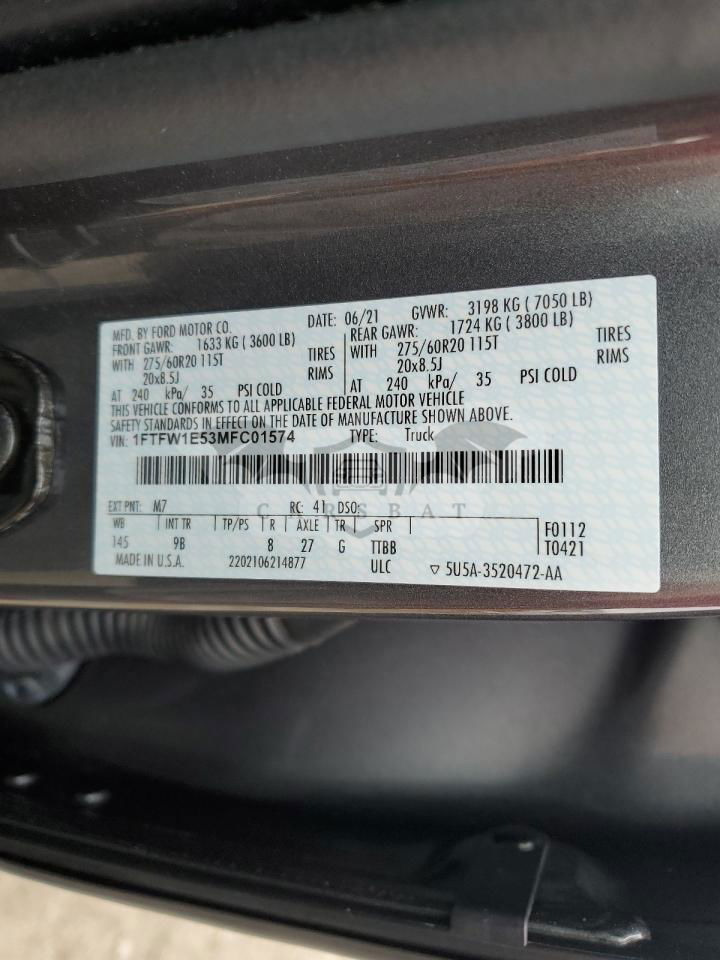 MFD. BY FORD MOTOR CO. DATE: 06/21 GVWR: 3198 KG ( 7050 LB)
FRONT GAWR: 1633 KG ( 3600 LB) REAR GAWR: 1724 KG ( 3800 LB)
WITH 275/60R20 115T TIRES WITH 275/60R20 115T TIRES
20x8.5J RIMS 20x8.5J RIMS
AT 240 kPa/ 35 PSI COLD AT 240 kPa/ 35 PSI COLD
THIS VEHICLE CONFORMS TO ALL APPLICABLE FEDERAL MOTOR VEHICLE
SAFETY STANDARDS IN EFFECT ON THE DATE OF MANUFACTURE SHOWN ABOVE.
VIN: 1FTFW1E53MFC01574 TYPE: Truck
CARSBAT
EXT PNT: M7 RC: 41 DSO:
WB INT TR TP/PS R AXLE TR SPR F0112
145 9B 8 27 G TTBB T0421
MADE IN U.S.A. 2202106214877 ULC ▽ 5U5A-3520472-AA